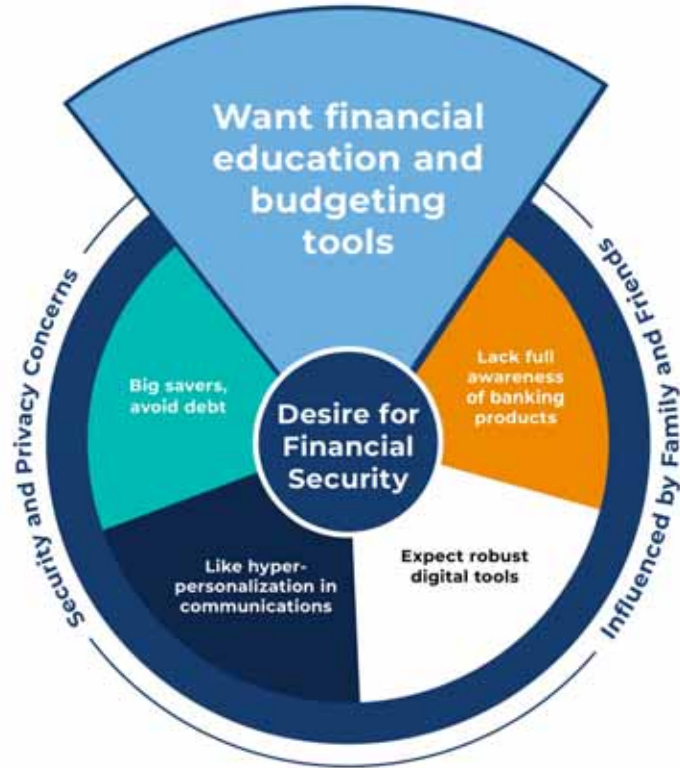 Want financial
education and
budgeting
tools
Security and Privacy Concerns
Influenced by Family and Friends
Big savers,
avoid debt
Desire for
Financial
Security
Lack full
awareness
of banking
products
Like hyper-
personalization in
communications
Expect robust
digital tools